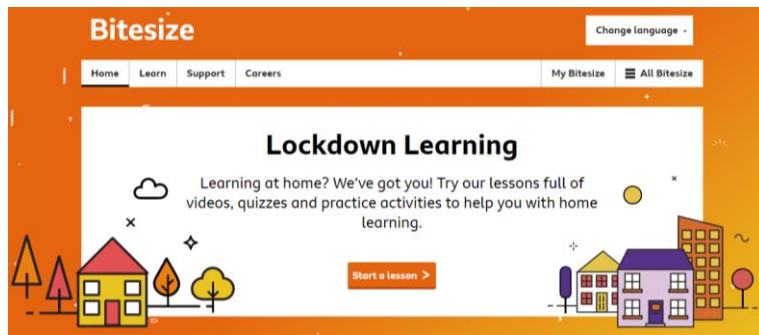 Bitesize
Change language
Home Learn Support Careers My Bitesize All Bitesize
Lockdown Learning
Learning at home? We've got you! Try our lessons full of
videos, quizzes and practice activities to help you with home
learning.
Start a lesson >